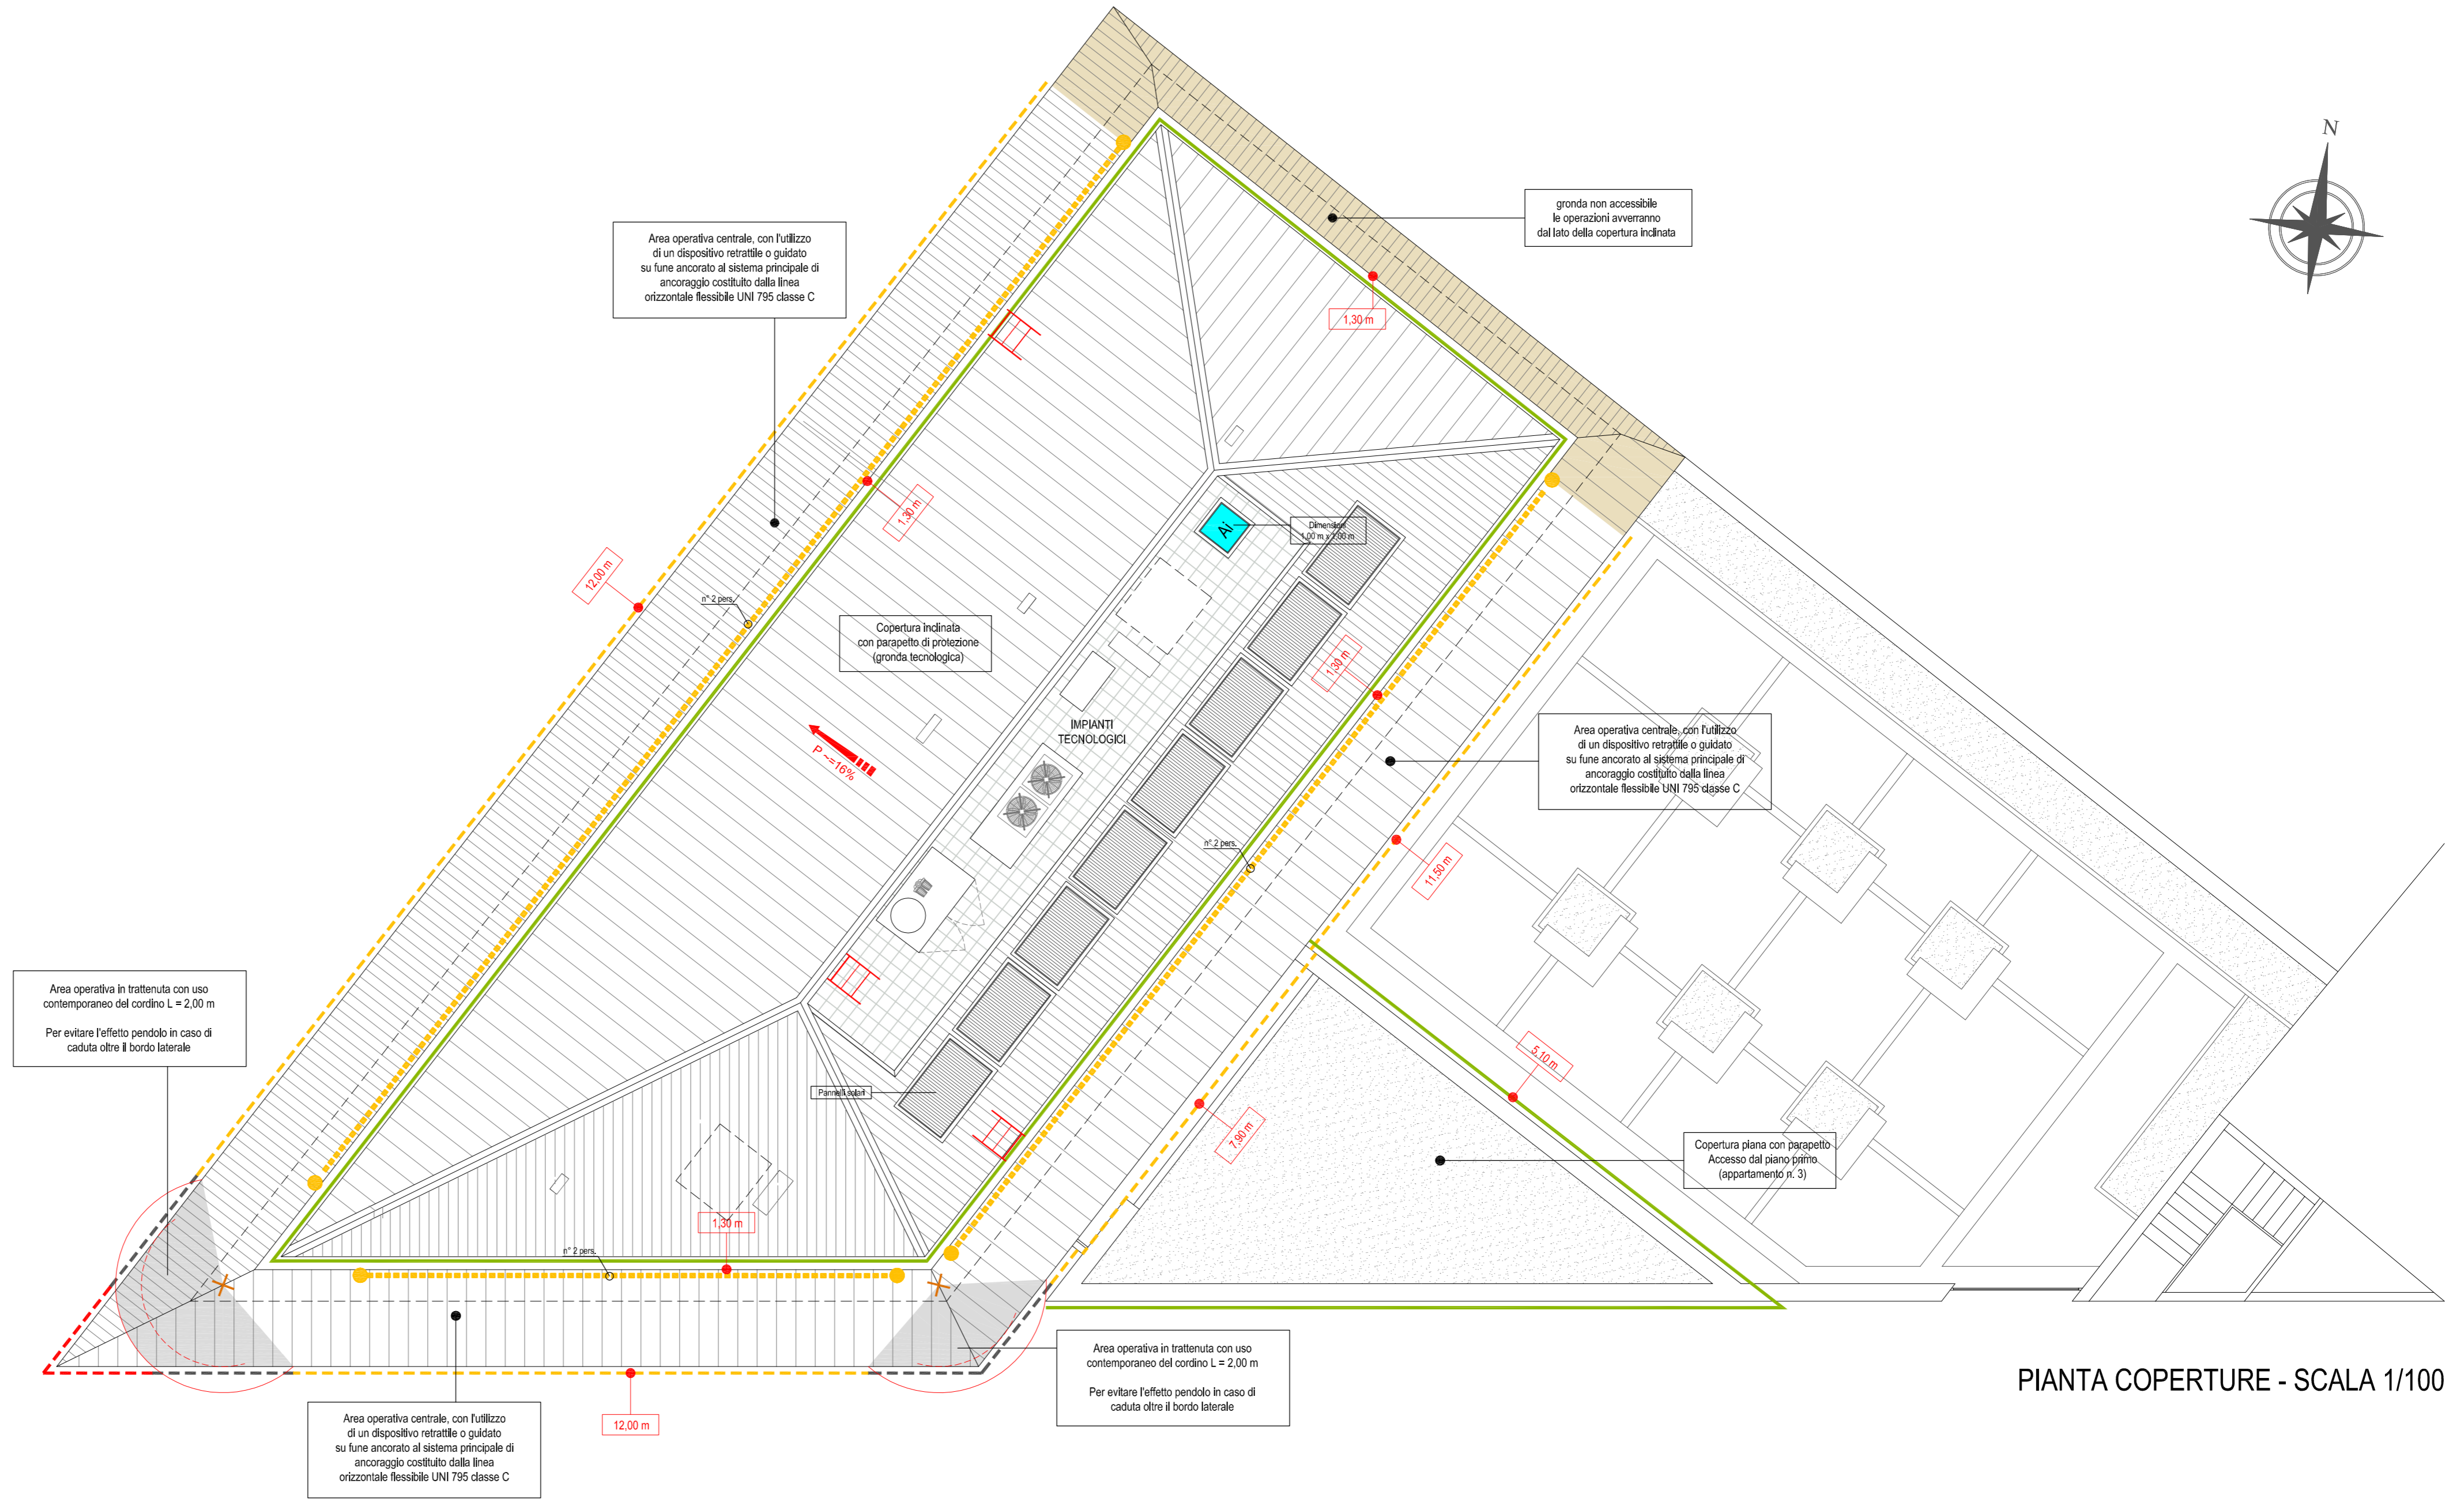 N
gronda non accessibile
le operazioni avverranno
dal lato della copertura inclinata
Area operativa centrale, con l'utilizzo
di un dispositivo retrattile o guidato
su fune ancorato al sistema principale di
ancoraggio costituito dalla linea
orizzontale flessibile UNI 795 classe C
1,30 m
1,30 m
Ai
Dimensioni
1,00 m x 1,00 m
12,00 m
n° 2 pers.
Copertura inclinata
con parapetto di protezione
(gronda tecnologica)
1,30 m
IMPIANTI
TECNOLOGICI
P ~=16%
Area operativa centrale, con l'utilizzo
di un dispositivo retrattile o guidato
su fune ancorato al sistema principale di
ancoraggio costituito dalla linea
orizzontale flessibile UNI 795 classe C
n° 2 pers.
11,50 m
Area operativa in trattenuta con uso
contemporaneo del cordino L = 2,00 m
Per evitare l'effetto pendolo in caso di
caduta oltre il bordo laterale
5,10 m
Pannelli solari
7,90 m
Copertura piana con parapetto
Accesso dal piano primo
(appartamento n. 3)
1,30 m
n° 2 pers.
Area operativa in trattenuta con uso
contemporaneo del cordino L = 2,00 m
Per evitare l'effetto pendolo in caso di
caduta oltre il bordo laterale
PIANTA COPERTURE - SCALA 1/100
12,00 m
Area operativa centrale, con l'utilizzo
di un dispositivo retrattile o guidato
su fune ancorato al sistema principale di
ancoraggio costituito dalla linea
orizzontale flessibile UNI 795 classe C